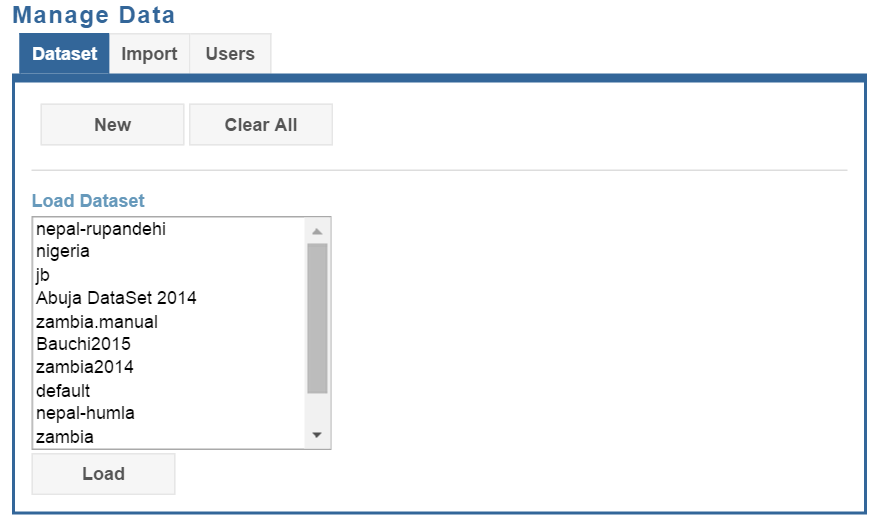 Manage Data
Dataset Import Users
New Clear All
Load Dataset
nepal-rupandehi
nigeria
jb
Abuja DataSet 2014
zambia.manual
Bauchi2015
zambia2014
default
nepal-humla
zambia
Load